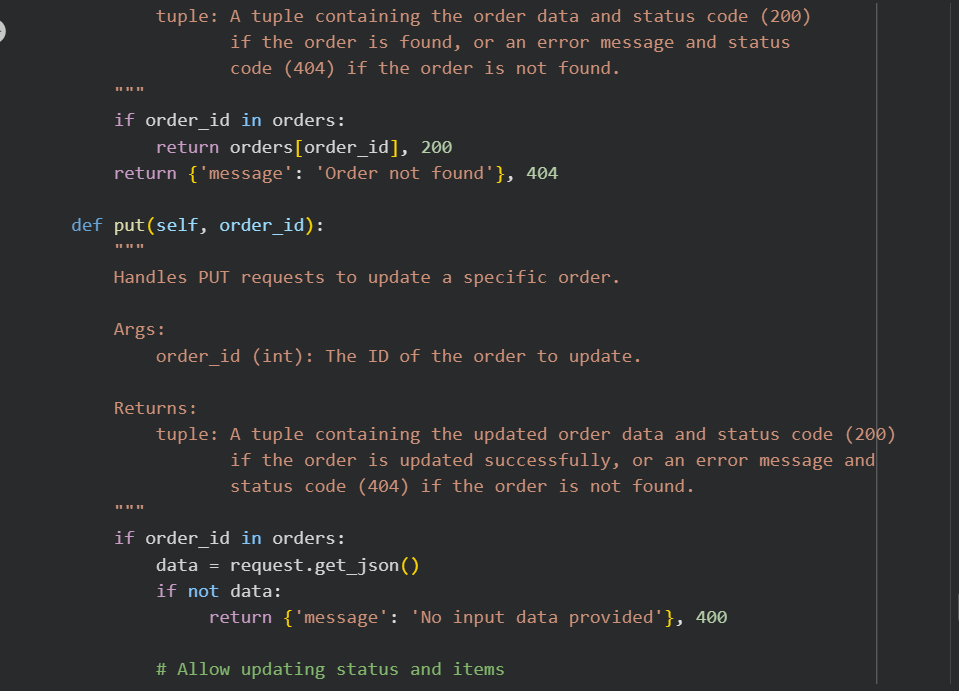 tuple: A tuple containing the order data and status code (200)
if the order is found, or an error message and status
code (404) if the order is not found.
"""
if order_id in orders:
return orders[order_id], 200
return {'message': 'Order not found'}, 404
def put(self, order_id):
"""
Handles PUT requests to update a specific order.
Args:
order_id (int): The ID of the order to update.
Returns:
tuple: A tuple containing the updated order data and status code (200)
if the order is updated successfully, or an error message and
status code (404) if the order is not found.
"""
if order_id in orders:
data = request.get_json()
if not data:
return {'message': 'No input data provided'}, 400
# Allow updating status and items